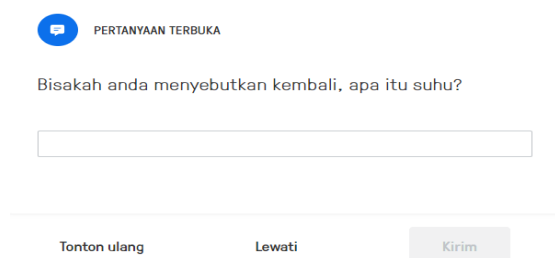 PERTANYAAN TERBUKA
Bisakah anda menyebutkan kembali, apa itu suhu?
Tonton ulang
Lewati
Kirim